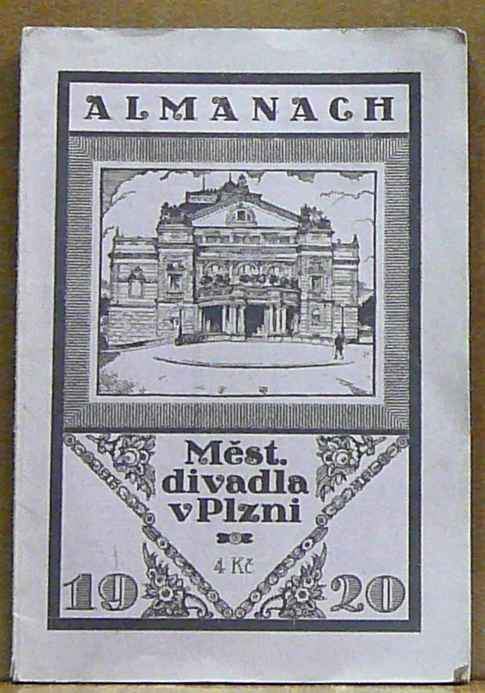 ALMANACH
Měst.
divadla
v Plzni
4 Kč
19 20